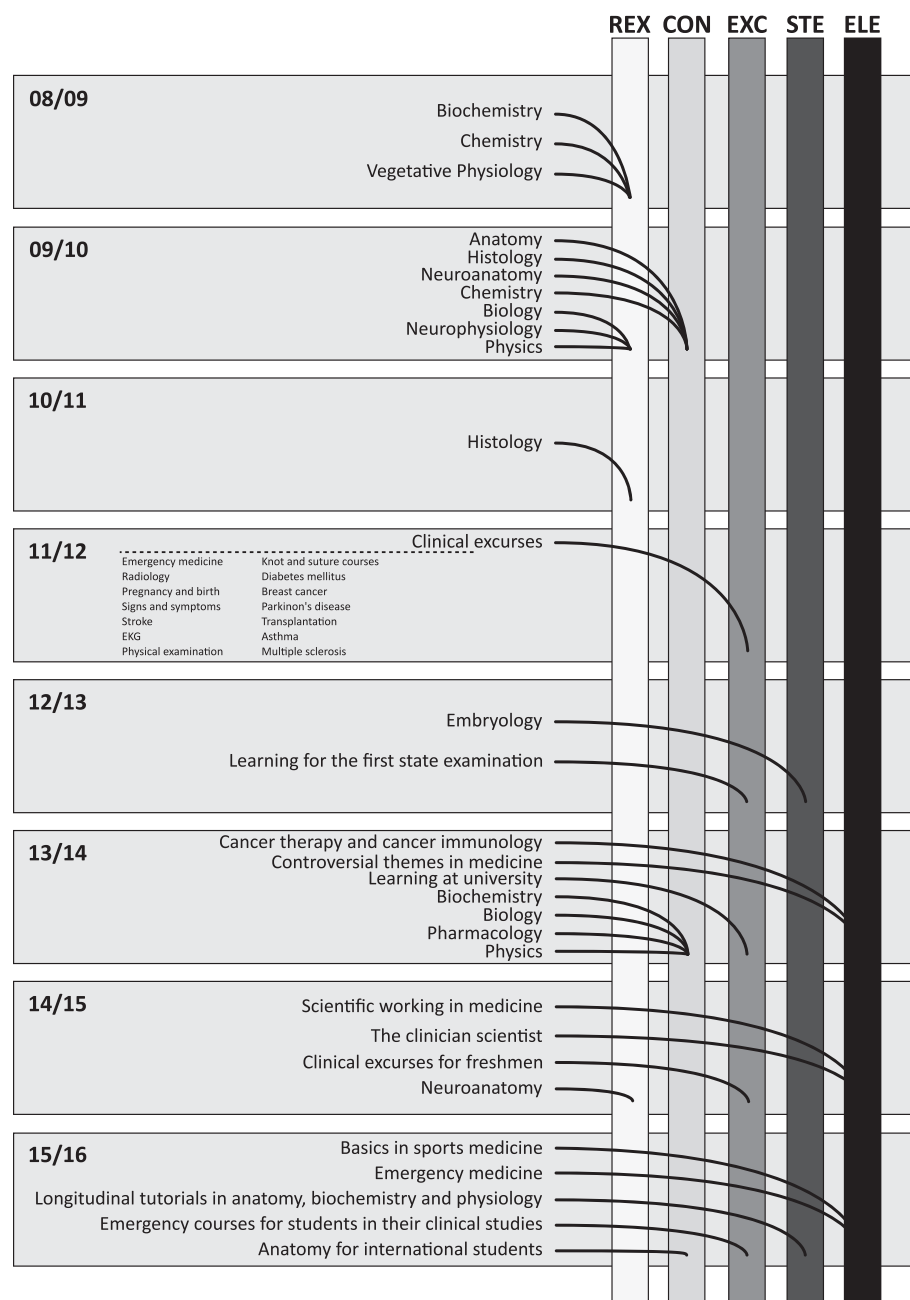 REX CON EXC STE ELE
08/09
Biochemistry
Chemistry
Vegetative Physiology
09/10
Anatomy
Histology
Neuroanatomy
Chemistry
Biology
Neurophysiology
Physics
10/11
Histology
11/12
Clinical excurses
Emergency medicine
Radiology
Pregnancy and birth
Signs and symptoms
Stroke
EKG
Physical examination
Knot and suture courses
Diabetes mellitus
Breast cancer
Parkinon's disease
Transplantation
Asthma
Multiple sclerosis
12/13
Embryology
Learning for the first state examination
13/14
Cancer therapy and cancer immunology
Controversial themes in medicine
Learning at university
Biochemistry
Biology
Pharmacology
Physics
14/15
Scientific working in medicine
The clinician scientist
Clinical excurses for freshmen
Neuroanatomy
15/16
Basics in sports medicine
Emergency medicine
Longitudinal tutorials in anatomy, biochemistry and physiology
Emergency courses for students in their clinical studies
Anatomy for international students